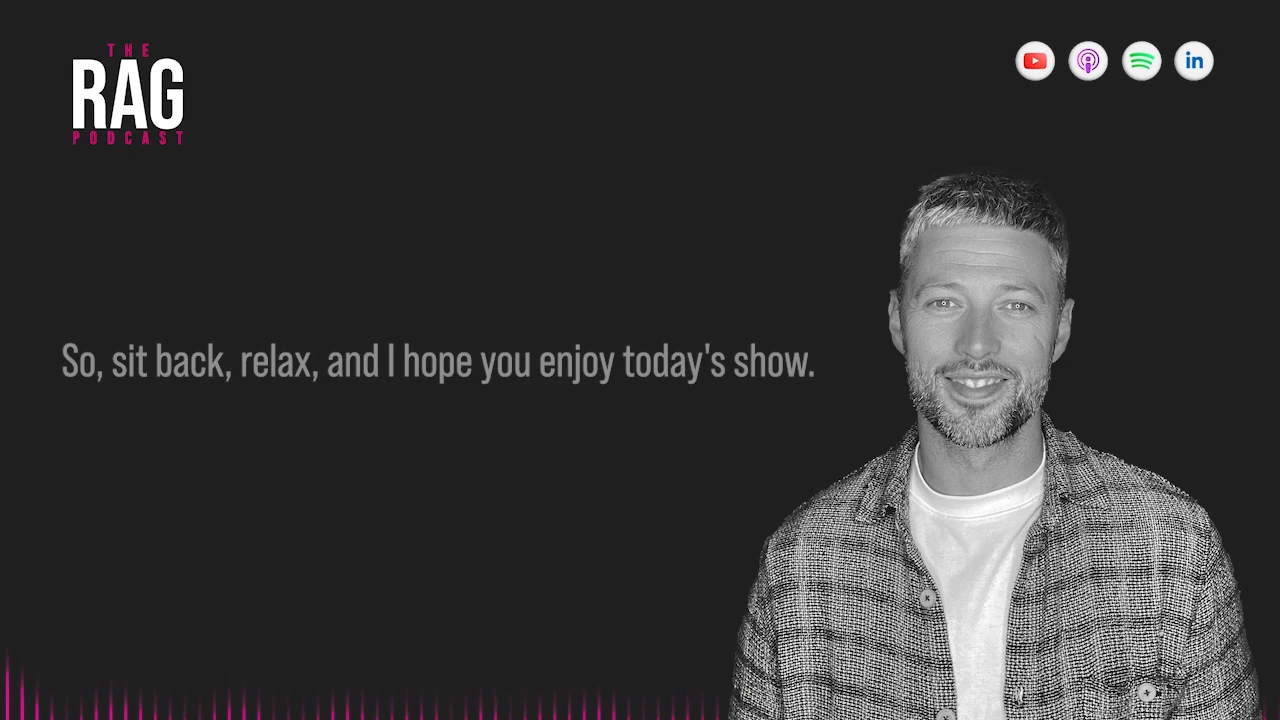 THE
RAG
PODCAST
in
So, sit back, relax, and I hope you enjoy today's show.